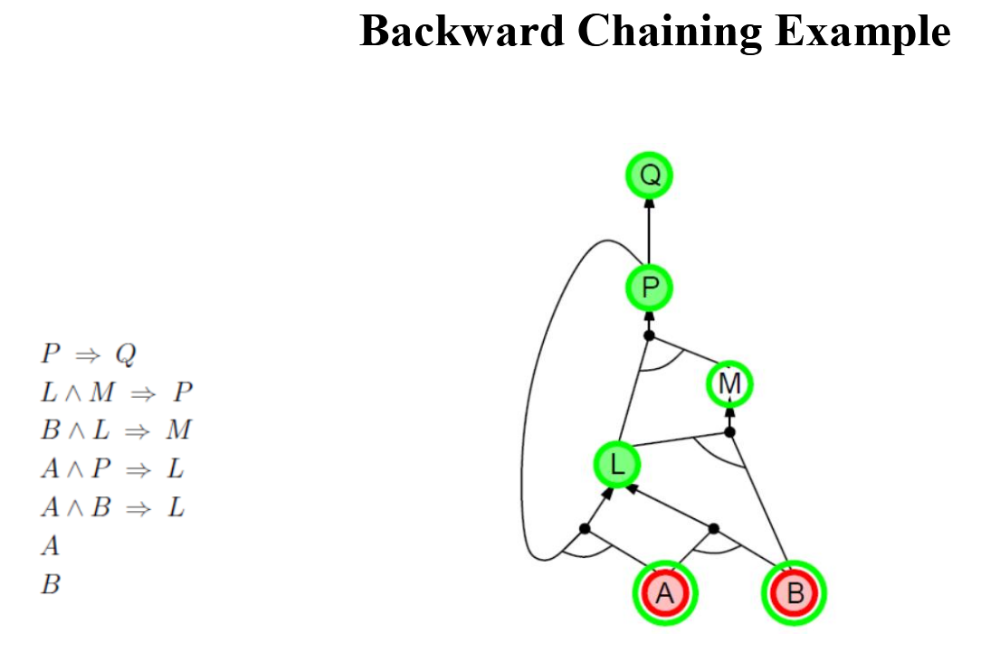 Backward Chaining Example
Q
P
M
L
A
B
P ⇒ Q
L ∧ M ⇒ P
B ∧ L ⇒ M
A ∧ P ⇒ L
A ∧ B ⇒ L
A
B